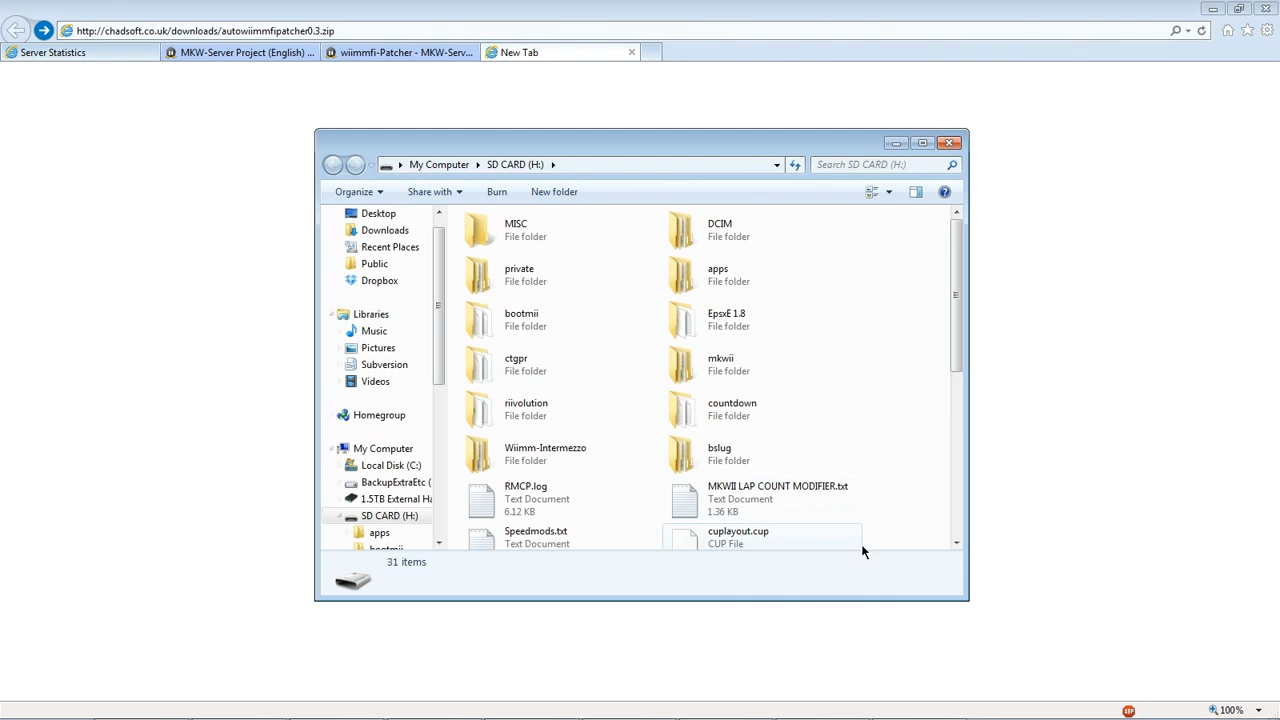 http://chadsoft.co.uk/downloads/autowiimmfipatcher0.3.zip
Server Statistics
MKW-Server Project (English) ...
wiimmfi-Patcher - MKW-Serv...
New Tab
My Computer
SD CARD (H:)
Search SD CARD (H:)
Organize
Share with
Burn
New folder
Desktop
Downloads
Recent Places
Public
Dropbox
Libraries
Music
Pictures
Subversion
Videos
Homegroup
My Computer
Local Disk (C:)
BackupExtraEtc (
1.5TB External Ha
SD CARD (H:)
apps
bootmii
MISC
File folder
DCIM
File folder
private
File folder
apps
File folder
bootmii
File folder
EpsxE 1.8
File folder
ctgpr
File folder
mkwii
File folder
riivolution
File folder
countdown
File folder
Wiimm-Intermezzo
File folder
bslug
File folder
RMCP.log
Text Document
6.12 KB
MKWII LAP COUNT MODIFIER.txt
Text Document
1.36 KB
Speedmods.txt
Text Document
cuplayout.cup
CUP File
31 items
ABP
100%